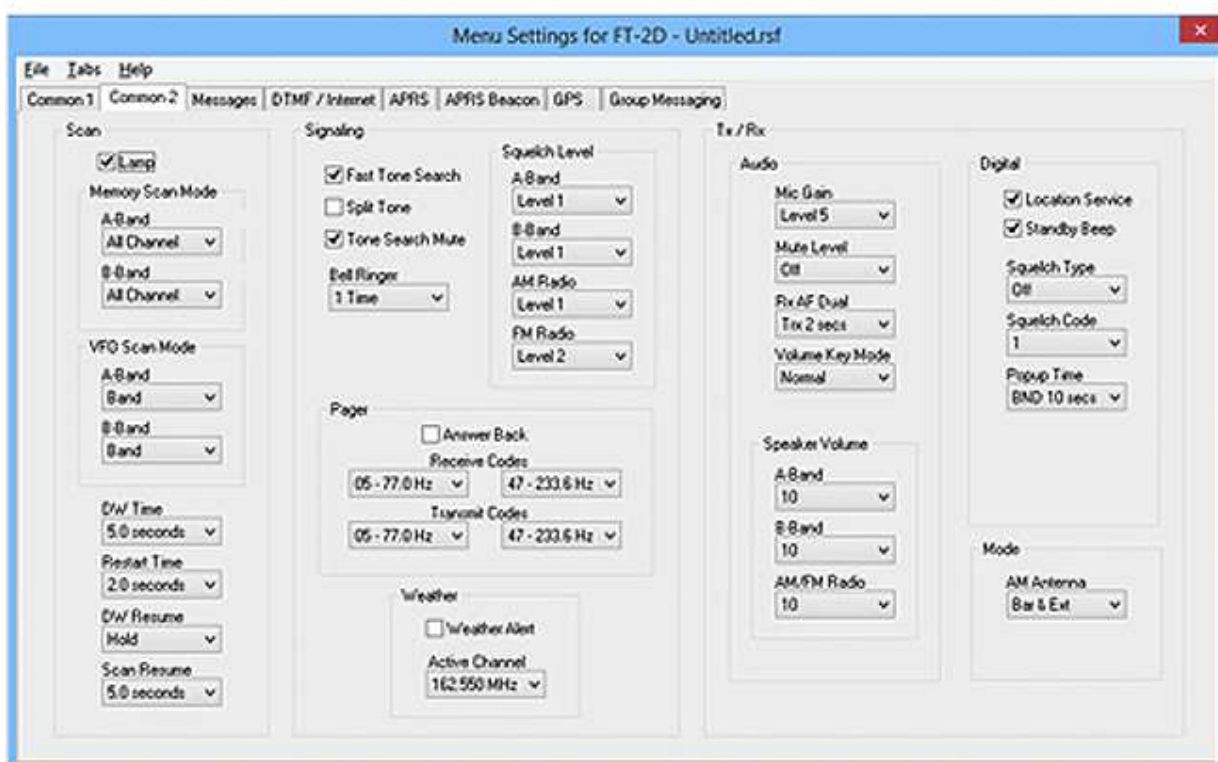 Menu Settings for FT-2D - Untitled.rsf
File Tabs Help
Common 1 Common 2 Messages DTMF / Internet APRS APRS Beacon GPS Group Messaging
Scan
Lamp
Memory Scan Mode
A-Band
All Channel
B-Band
All Channel
VFO Scan Mode
A-Band
Band
B-Band
Band
DW Time
5.0 seconds
Restart Time
2.0 seconds
DW Resume
Hold
Scan Resume
5.0 seconds
Signaling
Fast Tone Search
Split Tone
Tone Search Mute
Bell Ringer
1 Time
Squelch Level
A-Band
Level 1
B-Band
Level 1
AM Radio
Level 1
FM Radio
Level 2
Pager
Answer Back
Receive Codes
05 - 77.0 Hz 47 - 233.6 Hz
Transmit Codes
05 - 77.0 Hz 47 - 233.6 Hz
Weather
Weather Alert
Active Channel
162.550 MHz
Tx / Rx
Audio
Mic Gain
Level 5
Mute Level
Off
Rx AF Dual
Trx 2 secs
Volume Key Mode
Normal
Speaker Volume
A-Band
10
B-Band
10
AM/FM Radio
10
Digital
Location Service
Standby Beep
Squelch Type
Off
Squelch Code
1
Popup Time
BND 10 secs
Mode
AM Antenna
Bar & Ext